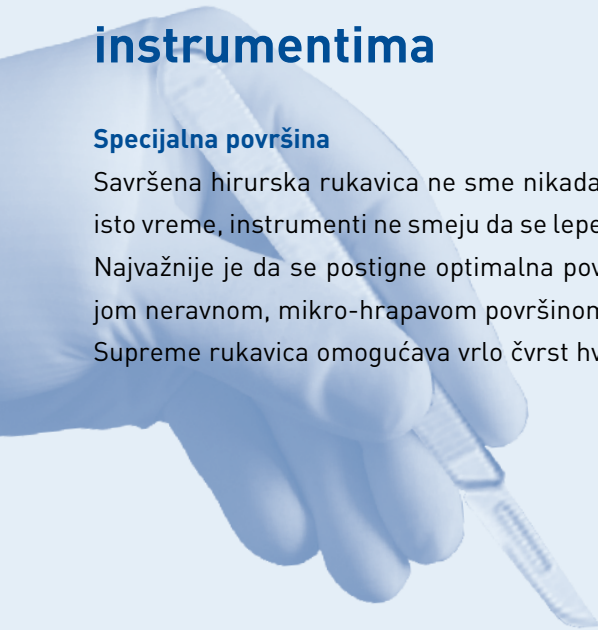 instrumentima
Specijalna površina
Savršena hirurska rukavica ne sme nikada
isto vreme, instrumenti ne smeju da se lepe
Najvažnije je da se postigne optimalna pov
jom neravnom, mikro-hrapavom površinom
Supreme rukavica omogućava vrlo čvrst hv